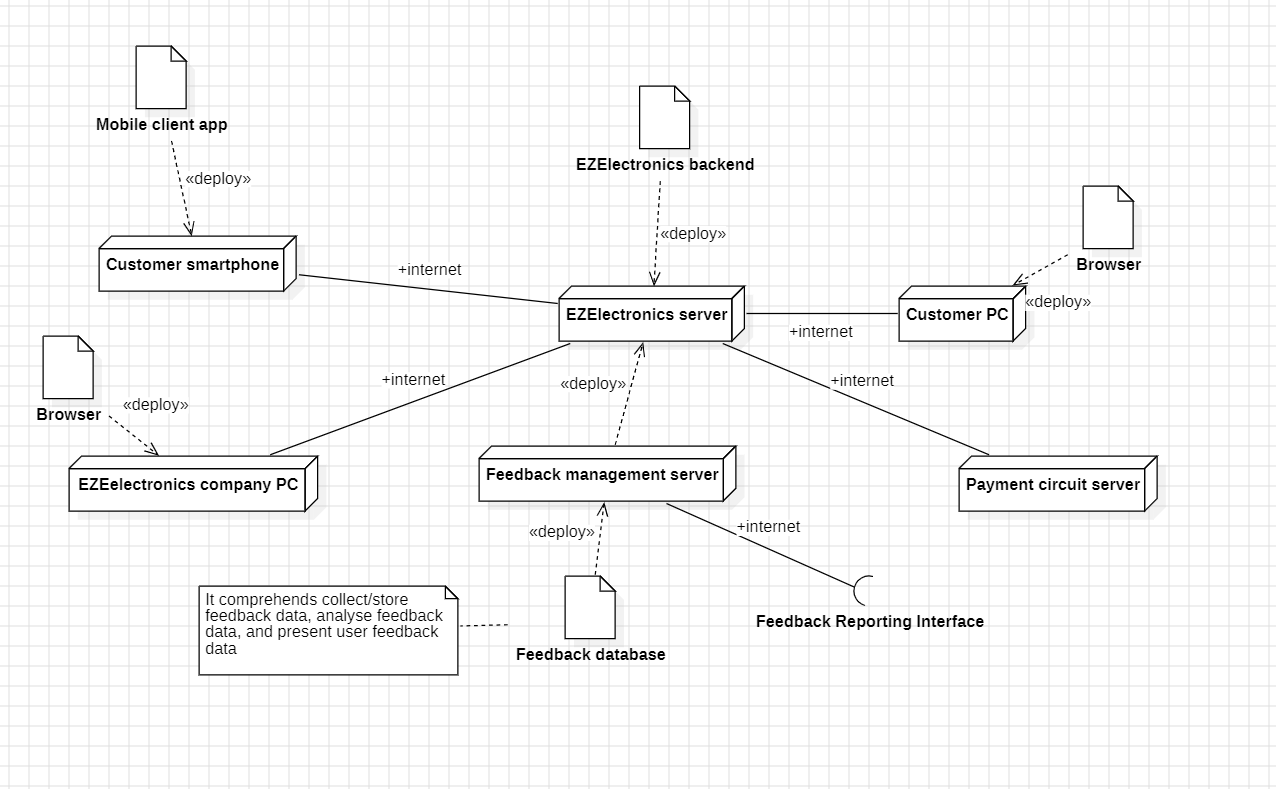 Mobile client app
«deploy»
EZElectronics backend
«deploy»
Browser
«deploy»
Customer smartphone
+internet
EZElectronics server
+internet
Customer PC
Browser
«deploy»
+internet
«deploy»
+internet
EZEelectronics company PC
Feedback management server
Payment circuit server
«deploy»
+internet
It comprehends collect/store
feedback data, analyse feedback
data, and present user feedback
data
Feedback database
Feedback Reporting Interface